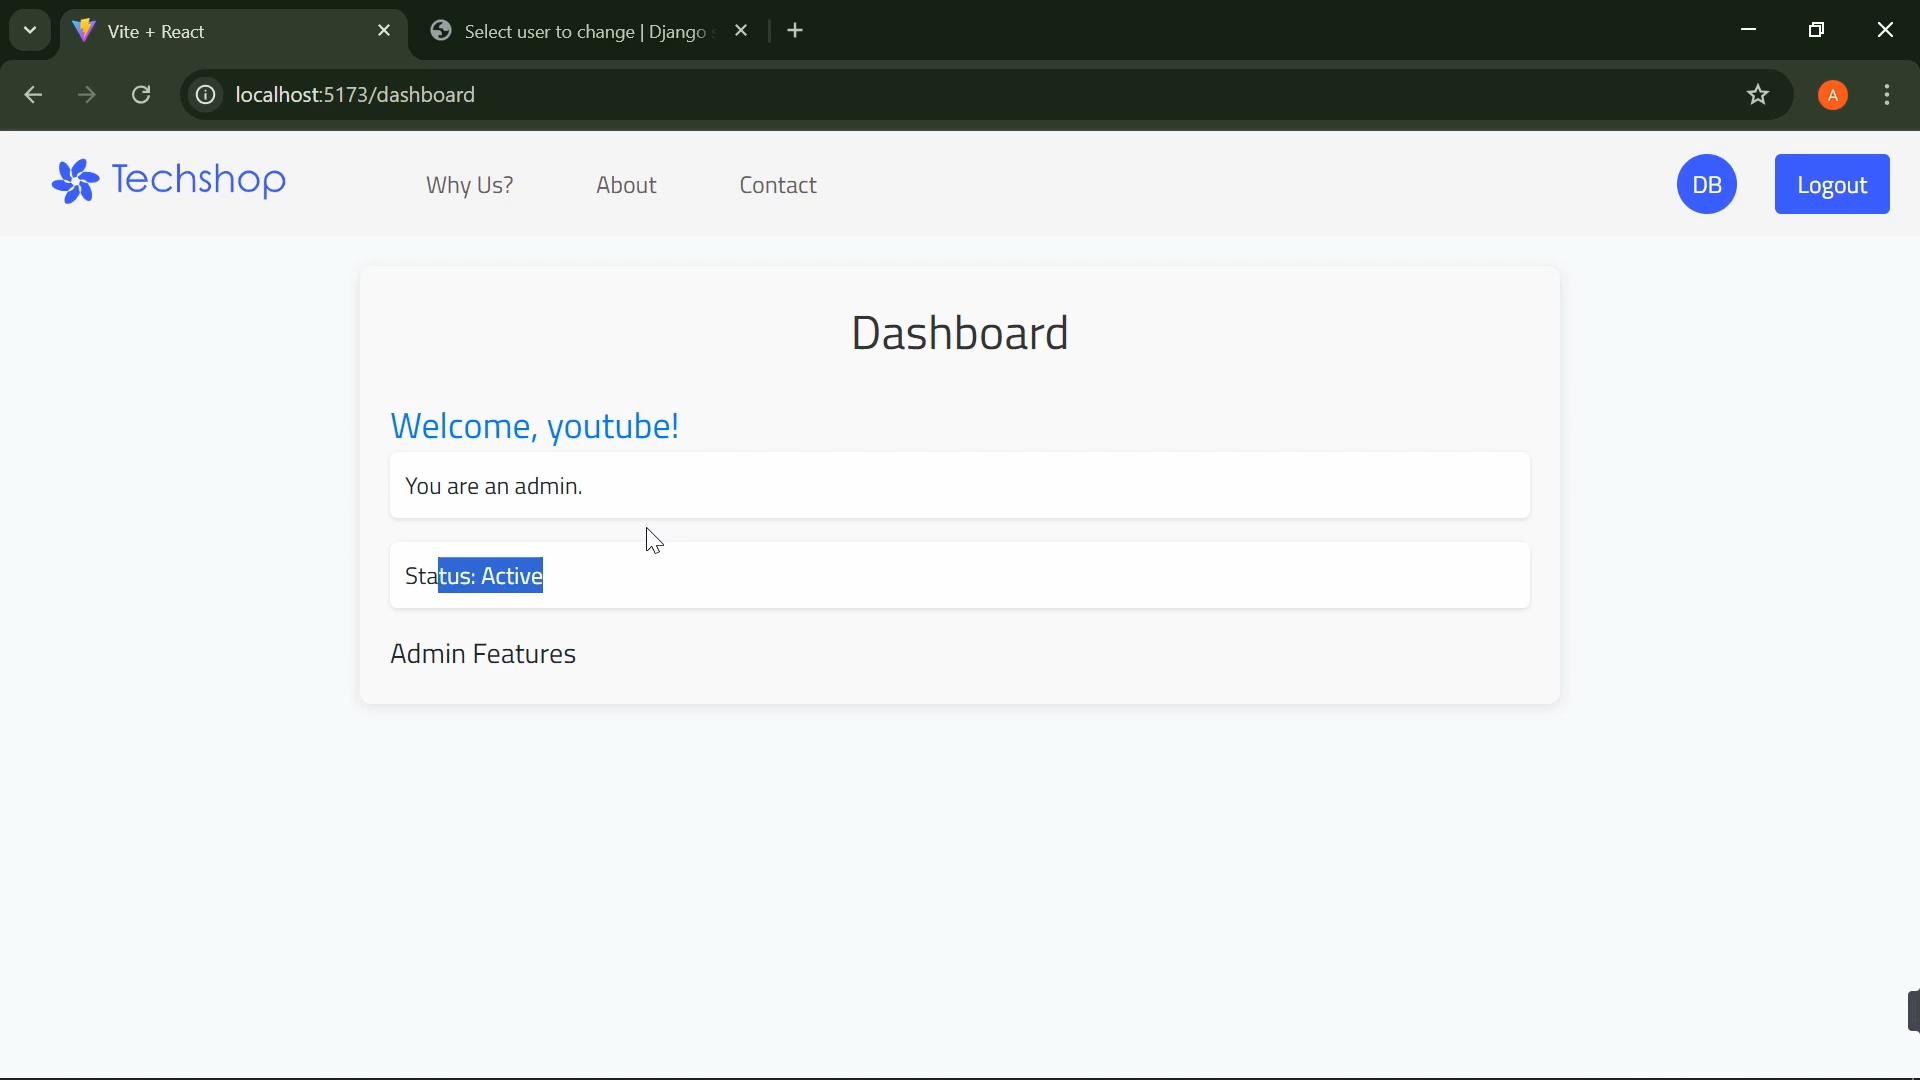 Vite + React
Select user to change | Django
localhost:5173/dashboard
A
Techshop
Why Us?
About
Contact
DB
Logout
Dashboard
Welcome, youtube!
You are an admin.
Status: Active
Admin Features